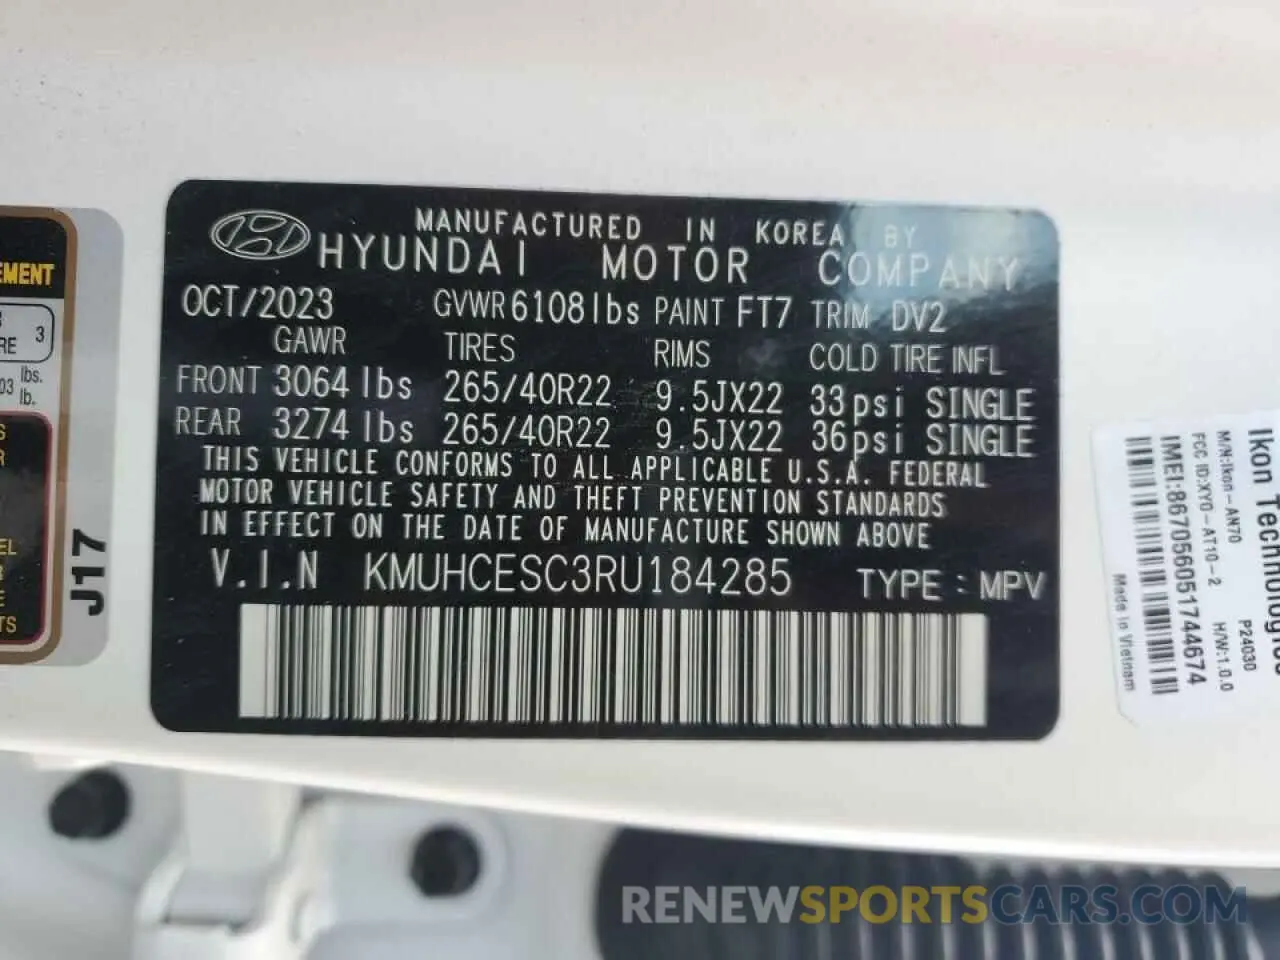 MANUFACTURED IN KOREA BY
HYUNDAI MOTOR COMPANY
OCT/2023 GVWR 6108lbs PAINT FT7 TRIM DV2
GAWR TIRES RIMS COLD TIRE INFL
FRONT 3064 lbs 265/40R22 9.5JX22 33psi SINGLE
REAR 3274 lbs 265/40R22 9.5JX22 36psi SINGLE
THIS VEHICLE CONFORMS TO ALL APPLICABLE U.S.A. FEDERAL
MOTOR VEHICLE SAFETY AND THEFT PREVENTION STANDARDS
IN EFFECT ON THE DATE OF MANUFACTURE SHOWN ABOVE
V.I.N KMUHCESC3RU184285 TYPE : MPV
EMENT
3
lbs.
lb.
J17
Ikon Technologies
P24030
M/N:Ikon-AN70 H/W:1.0.0
FCC ID:XYO-AT10-2
IMEI:867056051744674
Made in Vietnam
RENEWSPORTSCARS.COM